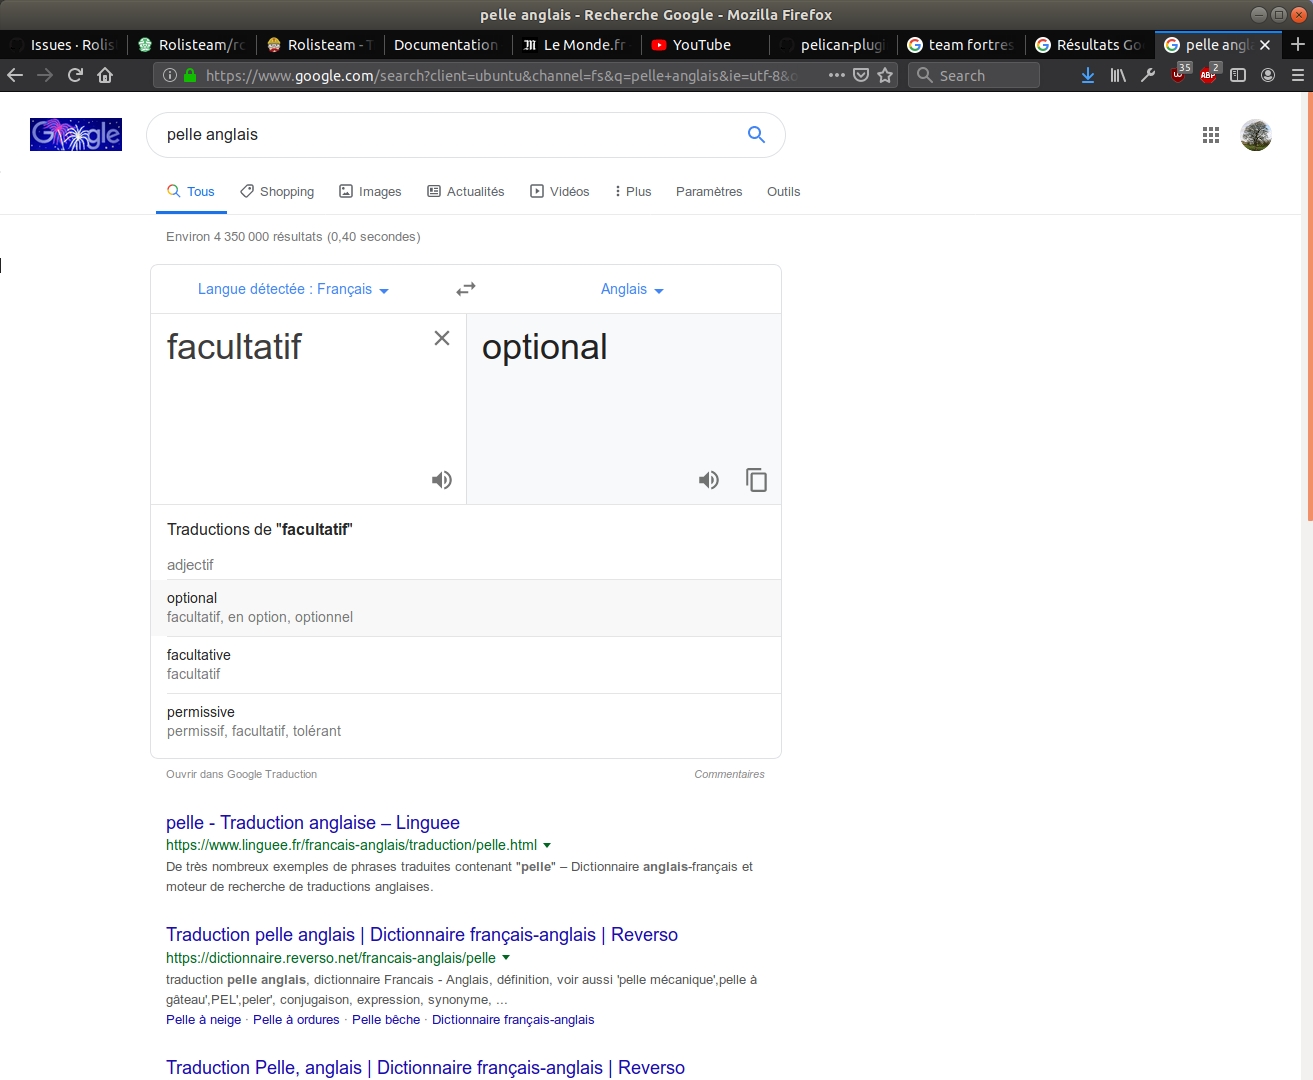 pelle anglais - Recherche Google - Mozilla Firefox
Issues · Rolis
Rolisteam/ro
Rolisteam - T
Documentation
Le Monde.fr
YouTube
pelican-plugi
team fortres
Résultats Go
pelle angl
https://www.google.com/search?client=ubuntu&channel=fs&q=pelle+anglais&ie=utf-8&o
Search
35
2
ABP
Google
pelle anglais
Tous
Shopping
Images
Actualités
Vidéos
Plus
Paramètres
Outils
Environ 4 350 000 résultats (0,40 secondes)
Langue détectée : Français
Anglais
facultatif
optional
Traductions de "facultatif"
adjectif
optional
facultatif, en option, optionnel
facultative
facultatif
permissive
permissif, facultatif, tolérant
Ouvrir dans Google Traduction
Commentaires
pelle - Traduction anglaise – Linguee
https://www.linguee.fr/francais-anglais/traduction/pelle.html
De très nombreux exemples de phrases traduites contenant "pelle" – Dictionnaire anglais-français et
moteur de recherche de traductions anglaises.
Traduction pelle anglais | Dictionnaire français-anglais | Reverso
https://dictionnaire.reverso.net/francais-anglais/pelle
traduction pelle anglais, dictionnaire Francais - Anglais, définition, voir aussi 'pelle mécanique',pelle à
gâteau',PEL',peler', conjugaison, expression, synonyme, ...
Pelle à neige · Pelle à ordures · Pelle bêche · Dictionnaire français-anglais
Traduction Pelle, anglais | Dictionnaire français-anglais | Reverso